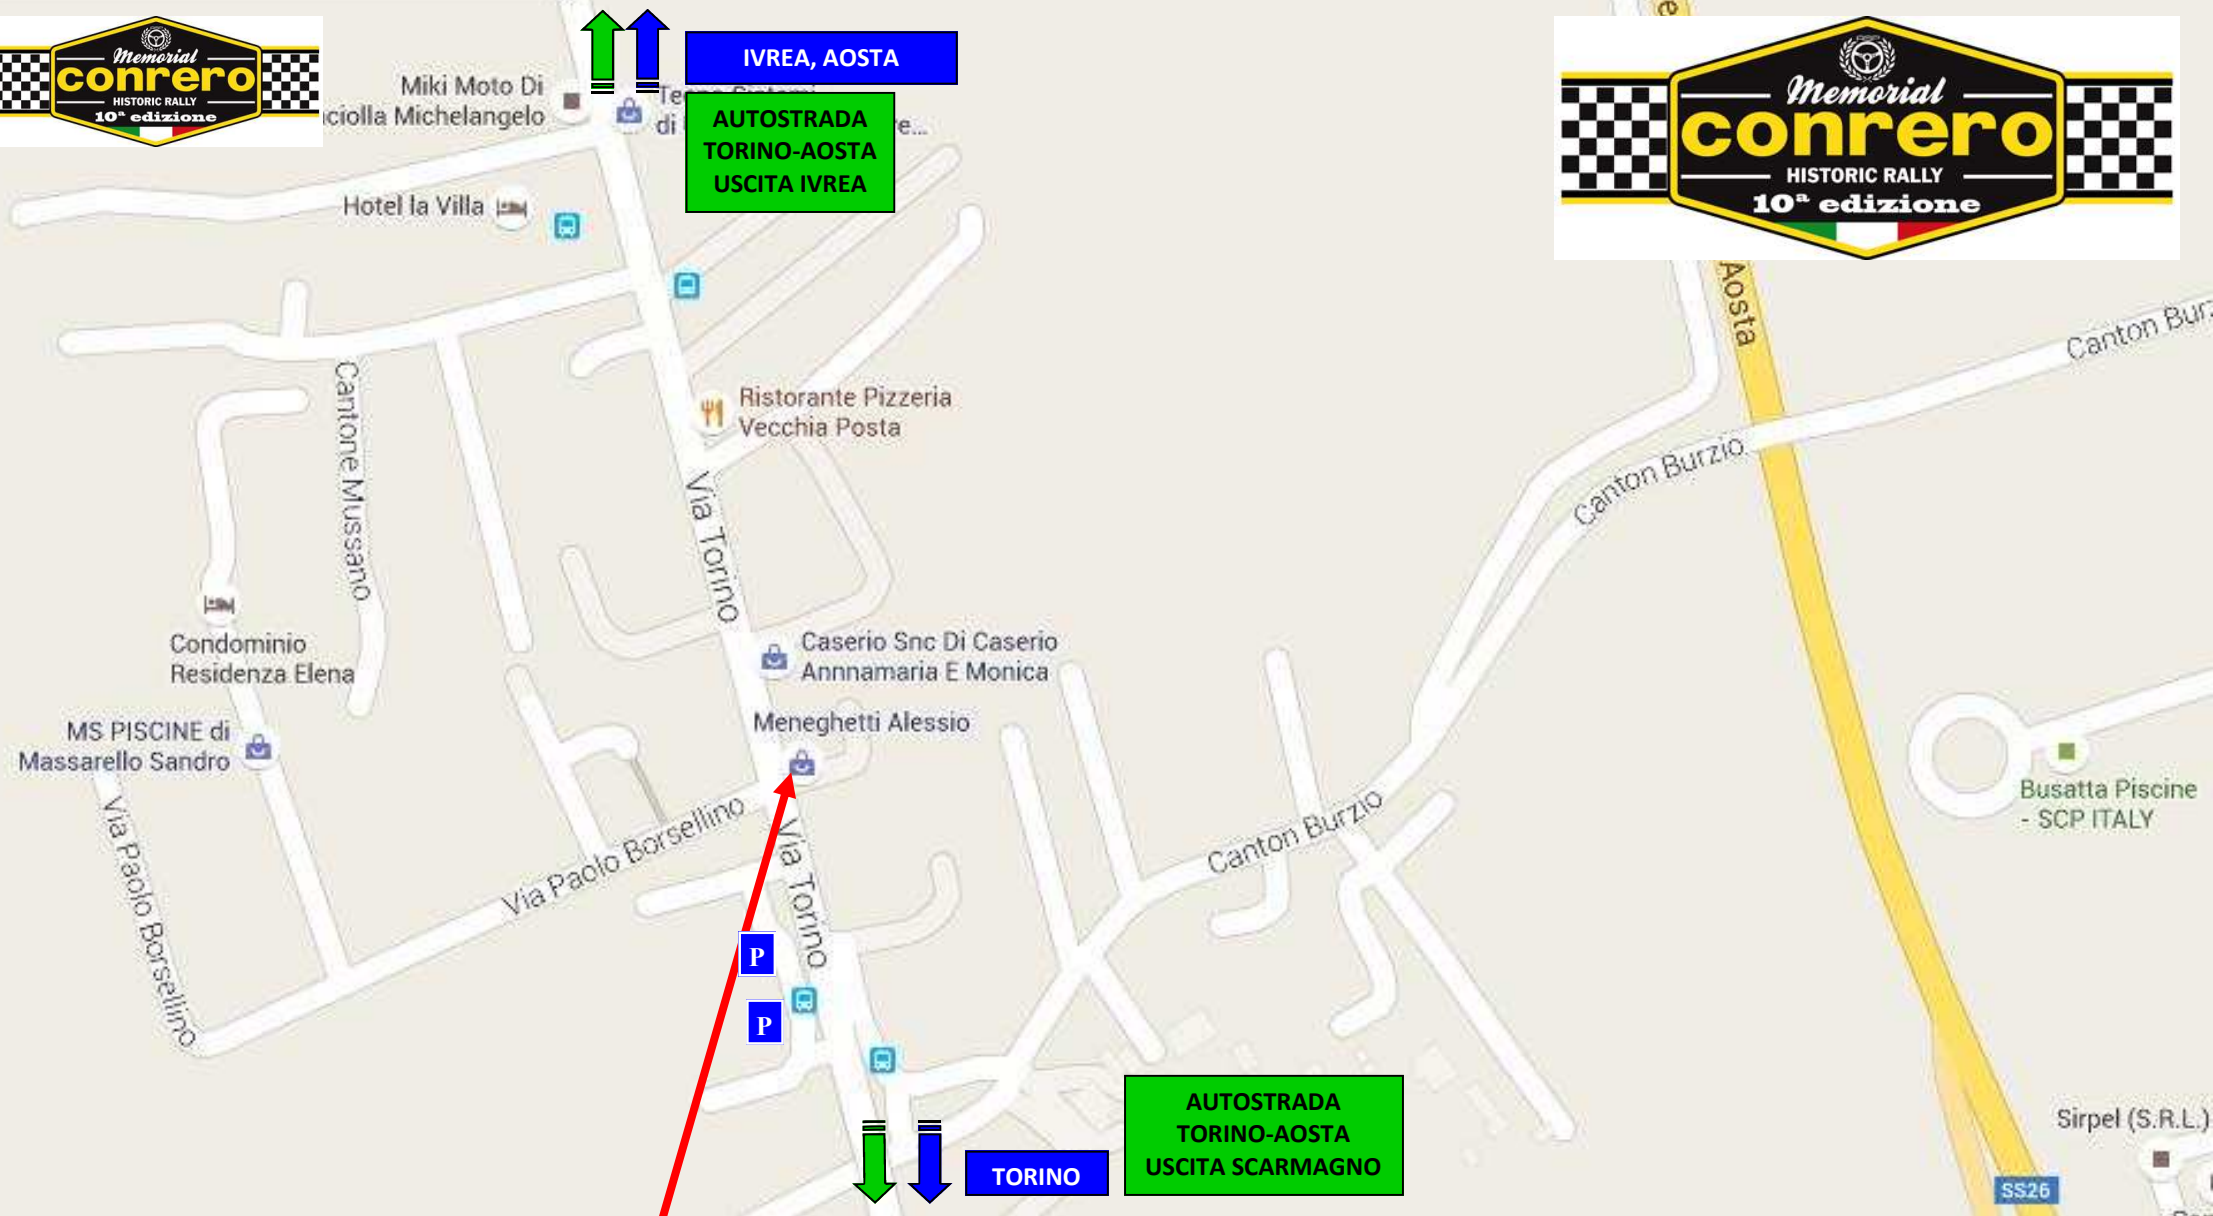 Memorial
conrero
HISTORIC RALLY
10ª edizione
IVREA, AOSTA
Miki Moto Di
ciolla Michelangelo
di
AUTOSTRADA
TORINO-AOSTA
USCITA IVREA
Memorial
conrero
HISTORIC RALLY
10ª edizione
Hotel la Villa
Aosta
Canton Bur
Cantone Mussano
Ristorante Pizzeria
Vecchia Posta
Via Torino
Canton Burzio
Condominio
Residenza Elena
Caserio Snc Di Caserio
Annnamaria E Monica
MS PISCINE di
Massarello Sandro
Meneghetti Alessio
Busatta Piscine
- SCP ITALY
Via Paolo Borsellino
Via Paolo Borsellino
Via Torino
Canton Burzio
P
P
AUTOSTRADA
TORINO-AOSTA
USCITA SCARMAGNO
TORINO
Sirpel (S.R.L.)
SS26